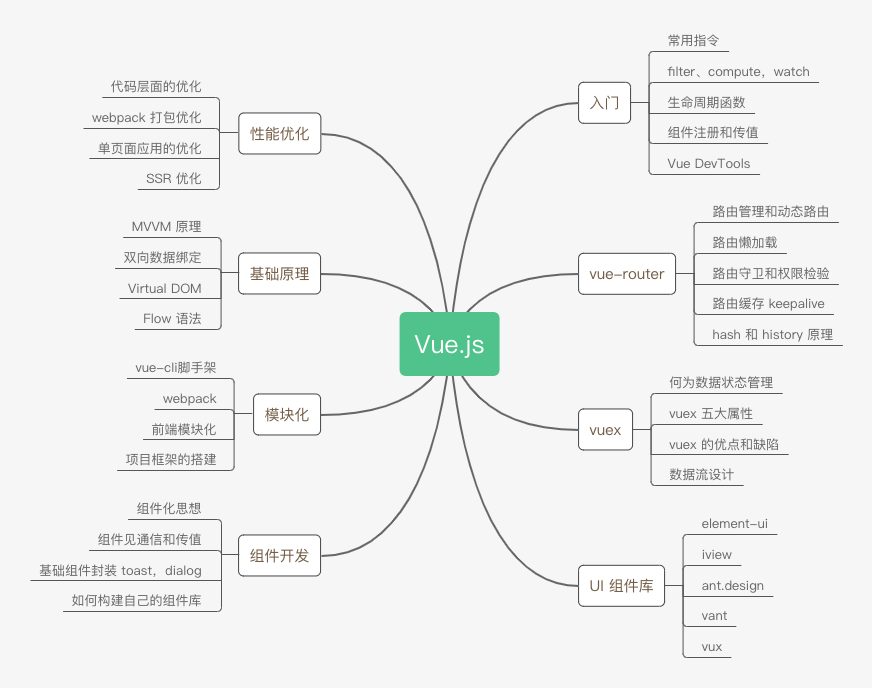 Vue.js
入门
常用指令
filter、compute，watch
生命周期函数
组件注册和传值
Vue DevTools
vue-router
路由管理和动态路由
路由懒加载
路由守卫和权限检验
路由缓存 keepalive
hash 和 history 原理
vuex
何为数据状态管理
vuex 五大属性
vuex 的优点和缺陷
数据流设计
UI 组件库
element-ui
iview
ant.design
vant
vux
性能优化
代码层面的优化
webpack 打包优化
单页面应用的优化
SSR 优化
基础原理
MVVM 原理
双向数据绑定
Virtual DOM
Flow 语法
模块化
vue-cli脚手架
webpack
前端模块化
项目框架的搭建
组件开发
组件化思想
组件见通信和传值
基础组件封装 toast，dialog
如何构建自己的组件库